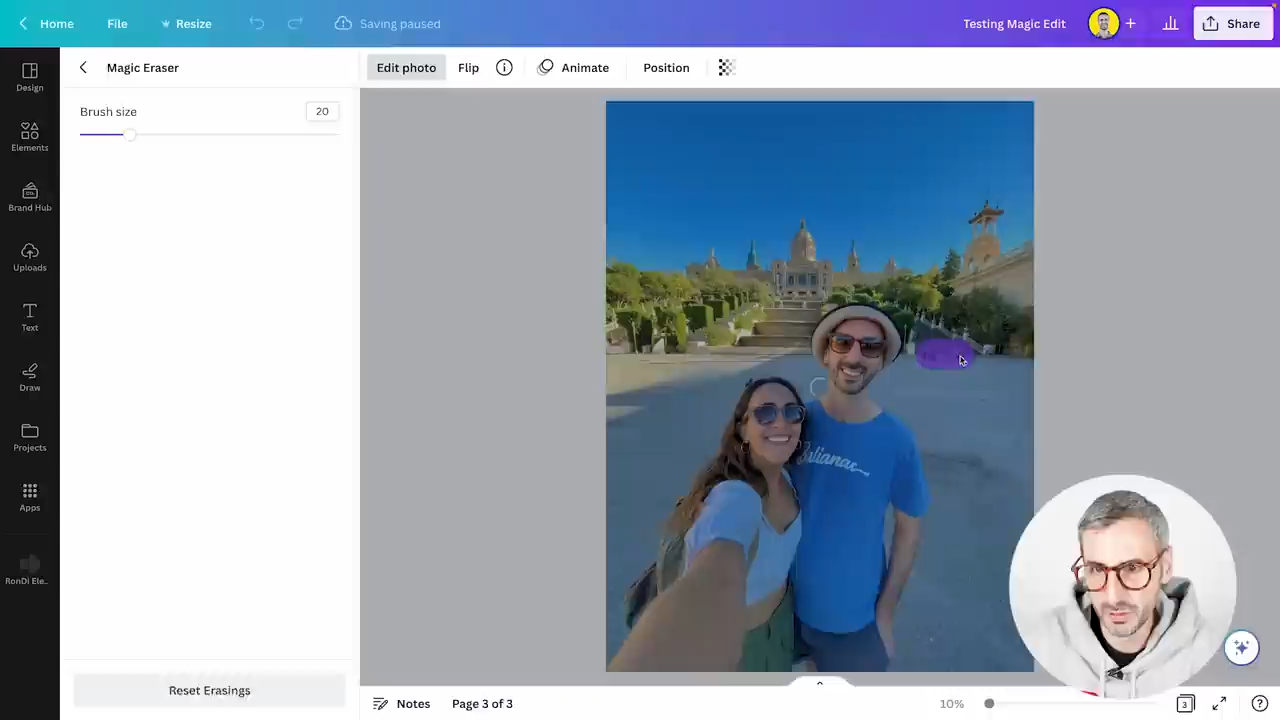 Home
File
Resize
Saving paused
Testing Magic Edit
Share
Design
Elements
Brand Hub
Uploads
Text
Draw
Projects
Apps
RonDi Ele...
Magic Eraser
Brush size
20
Reset Erasings
Edit photo
Flip
Animate
Position
Notes
Page 3 of 3
10%
3